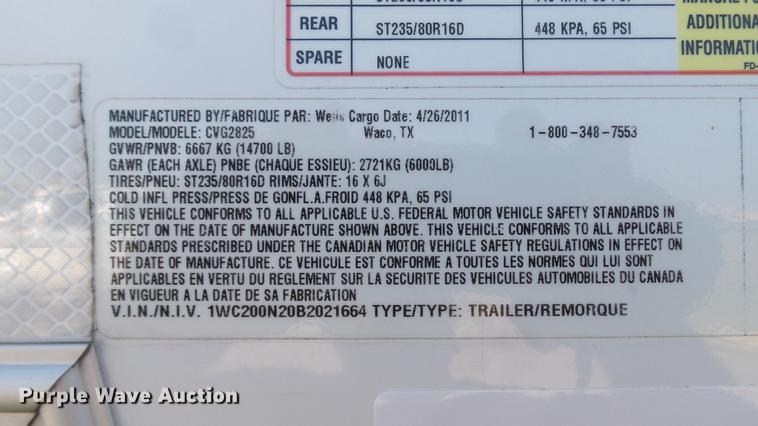 REAR ST235/80R16D 448 KPA, 65 PSI
SPARE NONE
ADDITIONA
INFORMATI
FD-
MANUFACTURED BY/FABRIQUE PAR: Wells Cargo Date: 4/26/2011
MODEL/MODELE: CVG2825 Waco, TX 1-800-348-7553
GVWR/PNVB: 6667 KG (14700 LB)
GAWR (EACH AXLE) PNBE (CHAQUE ESSIEU): 2721KG (6000LB)
TIRES/PNEU: ST235/80R16D RIMS/JANTE: 16 X 6J
COLD INFL PRESS/PRESS DE GONFL.A.FROID 448 KPA, 65 PSI
THIS VEHICLE CONFORMS TO ALL APPLICABLE U.S. FEDERAL MOTOR VEHICLE SAFETY STANDARDS IN
EFFECT ON THE DATE OF MANUFACTURE SHOWN ABOVE. THIS VEHICLE CONFORMS TO ALL APPLICABLE
STANDARDS PRESCRIBED UNDER THE CANADIAN MOTOR VEHICLE SAFETY REGULATIONS IN EFFECT ON
THE DATE OF MANUFACTURE. CE VEHICULE EST CONFORME A TOUTES LES NORMES QUI LUI SONT
APPLICABLES EN VERTU DU REGLEMENT SUR LA SECURITE DES VEHICULES AUTOMOBILES DU CANADA
EN VIGUEUR A LA DATE DE SA FABRICATION
V.I.N./N.I.V. 1WC200N20B2021664 TYPE/TYPE: TRAILER/REMORQUE
Purple Wave Auction